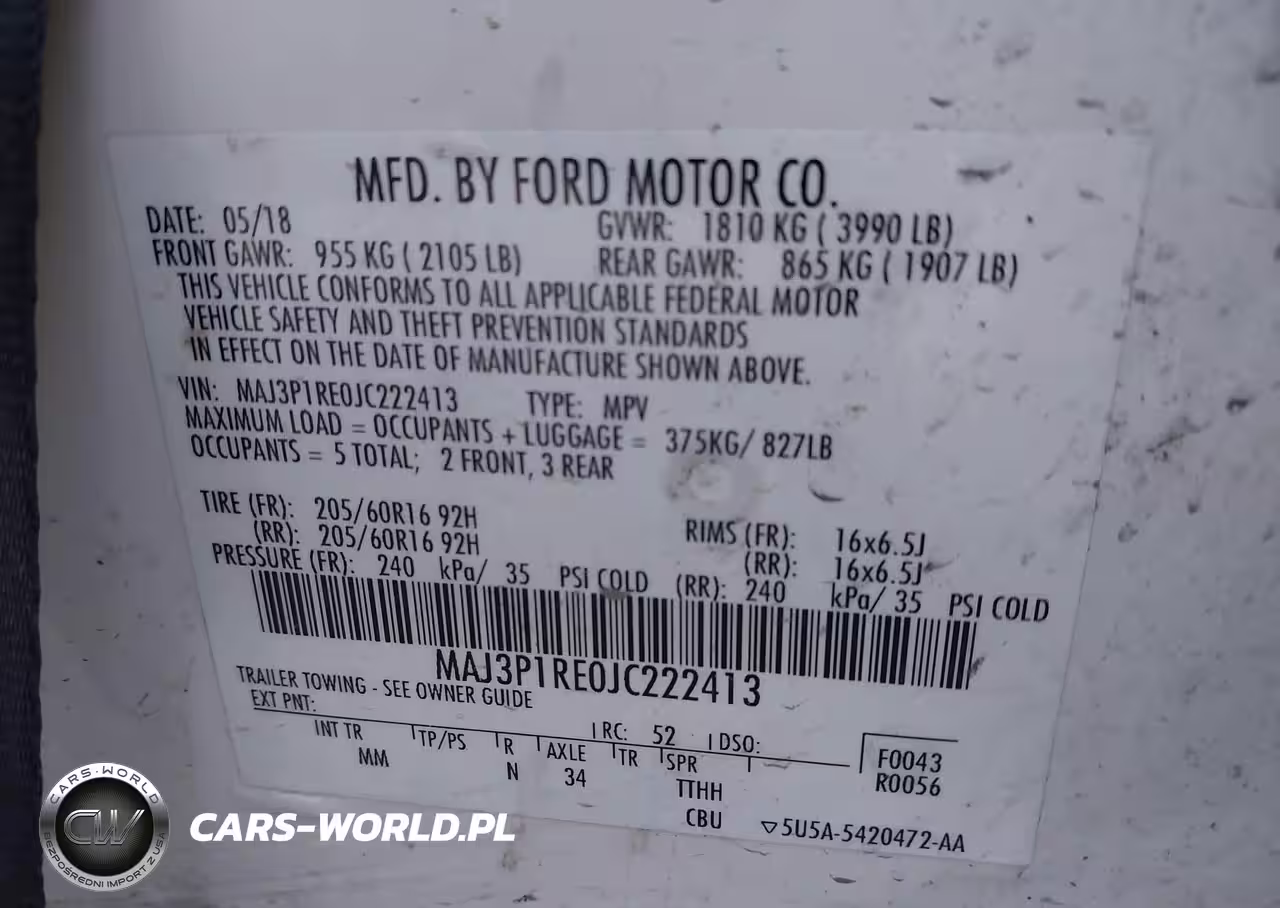 MFD. BY FORD MOTOR CO.
DATE: 05/18 GVWR: 1810 KG ( 3990 LB)
FRONT GAWR: 955 KG ( 2105 LB) REAR GAWR: 865 KG ( 1907 LB)
THIS VEHICLE CONFORMS TO ALL APPLICABLE FEDERAL MOTOR
VEHICLE SAFETY AND THEFT PREVENTION STANDARDS
IN EFFECT ON THE DATE OF MANUFACTURE SHOWN ABOVE.
VIN: MAJ3P1RE0JC222413 TYPE: MPV
MAXIMUM LOAD = OCCUPANTS + LUGGAGE = 375KG/ 827LB
OCCUPANTS = 5 TOTAL; 2 FRONT, 3 REAR
TIRE (FR): 205/60R16 92H RIMS (FR): 16x6.5J
(RR): 205/60R16 92H (RR): 16x6.5J
PRESSURE (FR): 240 kPa/ 35 PSI COLD (RR): 240 kPa/ 35 PSI COLD
MAJ3P1RE0JC222413
TRAILER TOWING - SEE OWNER GUIDE
EXT PNT: RC: 52 DSO:
INT TR TP/PS R AXLE TR SPR F0043
MM N 34 TTHH R0056
CBU ▽5U5A-5420472-AA
CARS-WORLD
CW
BEZPOŚREDNI IMPORT Z USA
CARS-WORLD.PL